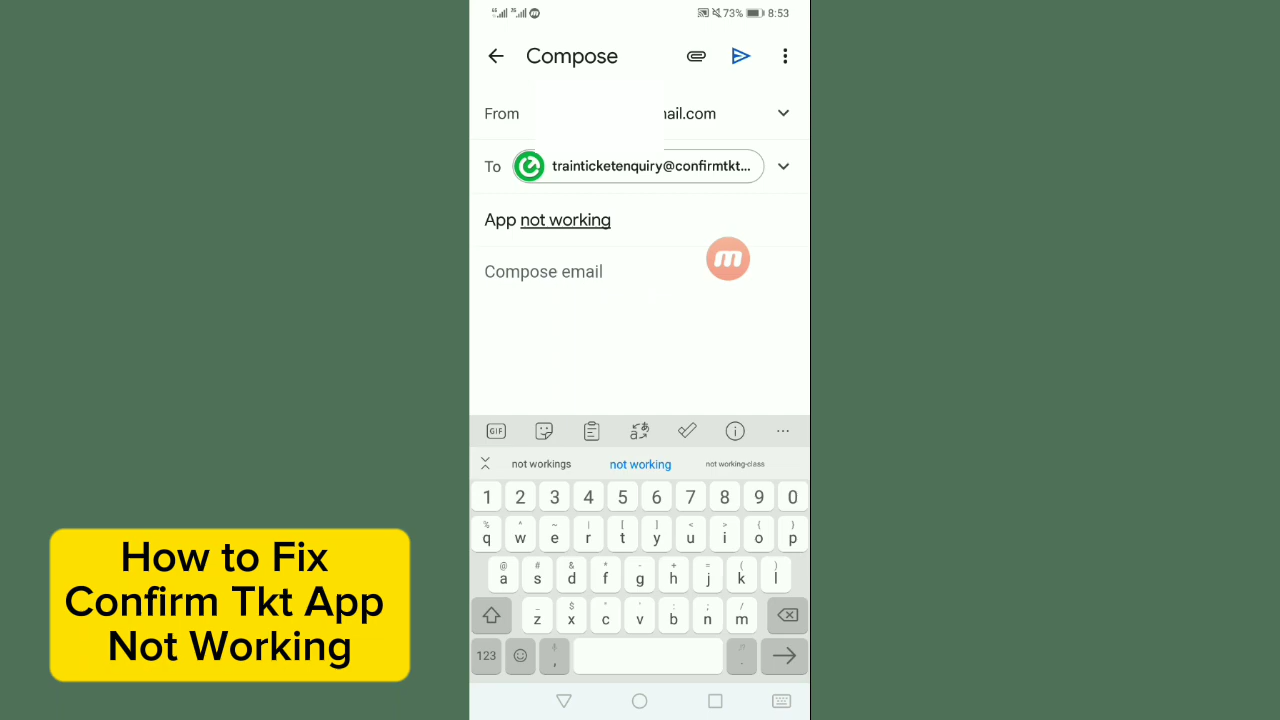 73% 8:53
Compose
From ail.com
To trainticketenquiry@confirmtkt...
App not working
Compose email
GIF
not workings not working not working-class
1 2 3 4 5 6 7 8 9 0
% ^ ~ | [ ] < > { }
q w e r t y u i o p
@ # & * - + = ( )
a s d f g h j k l
_ $ " ' : ; /
z x c v b n m
123 , .
How to Fix
Confirm Tkt App
Not Working